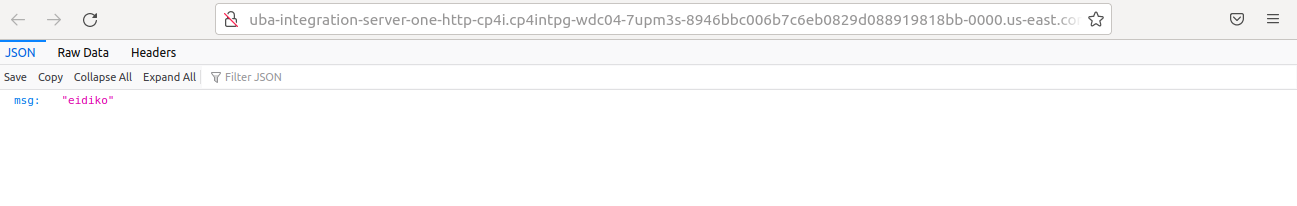 uba-integration-server-one-http-cp4i.cp4intpg-wdc04-7upm3s-8946bbc006b7c6eb0829d088919818bb-0000.us-east.co
JSON Raw Data Headers
Save Copy Collapse All Expand All Filter JSON
msg: "eidiko"